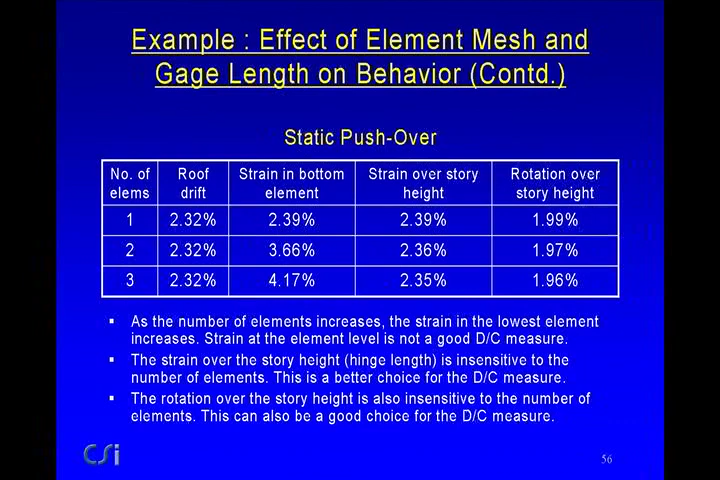 Example : Effect of Element Mesh and
Gage Length on Behavior (Contd.)
Static Push-Over
No. of elems Roof drift Strain in bottom element Strain over story height Rotation over story height
1 2.32% 2.39% 2.39% 1.99%
2 2.32% 3.66% 2.36% 1.97%
3 2.32% 4.17% 2.35% 1.96%
▪ As the number of elements increases, the strain in the lowest element
increases. Strain at the element level is not a good D/C measure.
▪ The strain over the story height (hinge length) is insensitive to the
number of elements. This is a better choice for the D/C measure.
▪ The rotation over the story height is also insensitive to the number of
elements. This can also be a good choice for the D/C measure.
CSi
56